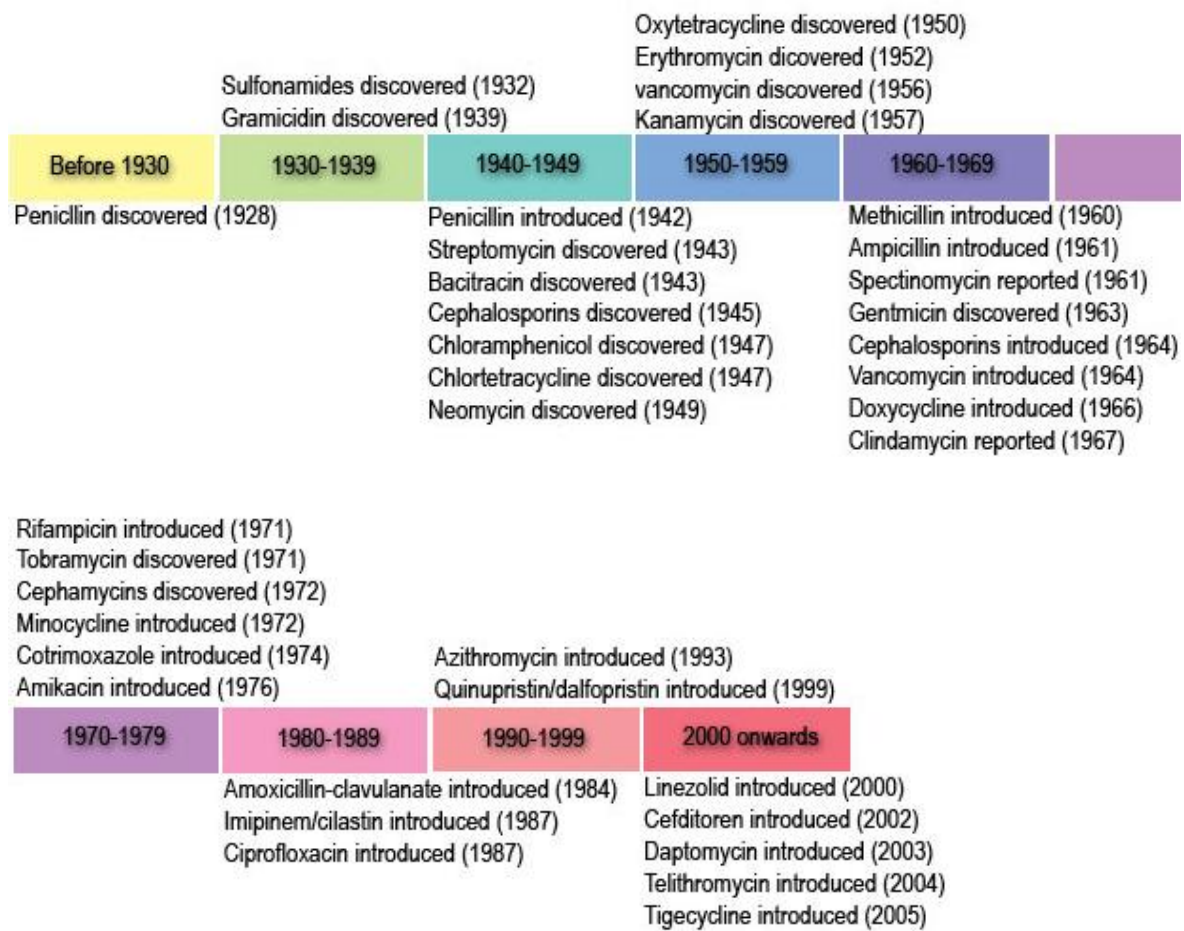 Oxytetracycline discovered (1950)
Erythromycin dicovered (1952)
vancomycin discovered (1956)
Kanamycin discovered (1957)
Sulfonamides discovered (1932)
Gramicidin discovered (1939)
Before 1930
1930-1939
1940-1949
1950-1959
1960-1969
Penicllin discovered (1928)
Penicillin introduced (1942)
Streptomycin discovered (1943)
Bacitracin discovered (1943)
Cephalosporins discovered (1945)
Chloramphenicol discovered (1947)
Chlortetracycline discovered (1947)
Neomycin discovered (1949)
Methicillin introduced (1960)
Ampicillin introduced (1961)
Spectinomycin reported (1961)
Gentmicin discovered (1963)
Cephalosporins introduced (1964)
Vancomycin introduced (1964)
Doxycycline introduced (1966)
Clindamycin reported (1967)
Rifampicin introduced (1971)
Tobramycin discovered (1971)
Cephamycins discovered (1972)
Minocycline introduced (1972)
Cotrimoxazole introduced (1974)
Amikacin introduced (1976)
Azithromycin introduced (1993)
Quinupristin/dalfopristin introduced (1999)
1970-1979
1980-1989
1990-1999
2000 onwards
Amoxicillin-clavulanate introduced (1984)
Imipinem/cilastin introduced (1987)
Ciprofloxacin introduced (1987)
Linezolid introduced (2000)
Cefditoren introduced (2002)
Daptomycin introduced (2003)
Telithromycin introduced (2004)
Tigecycline introduced (2005)